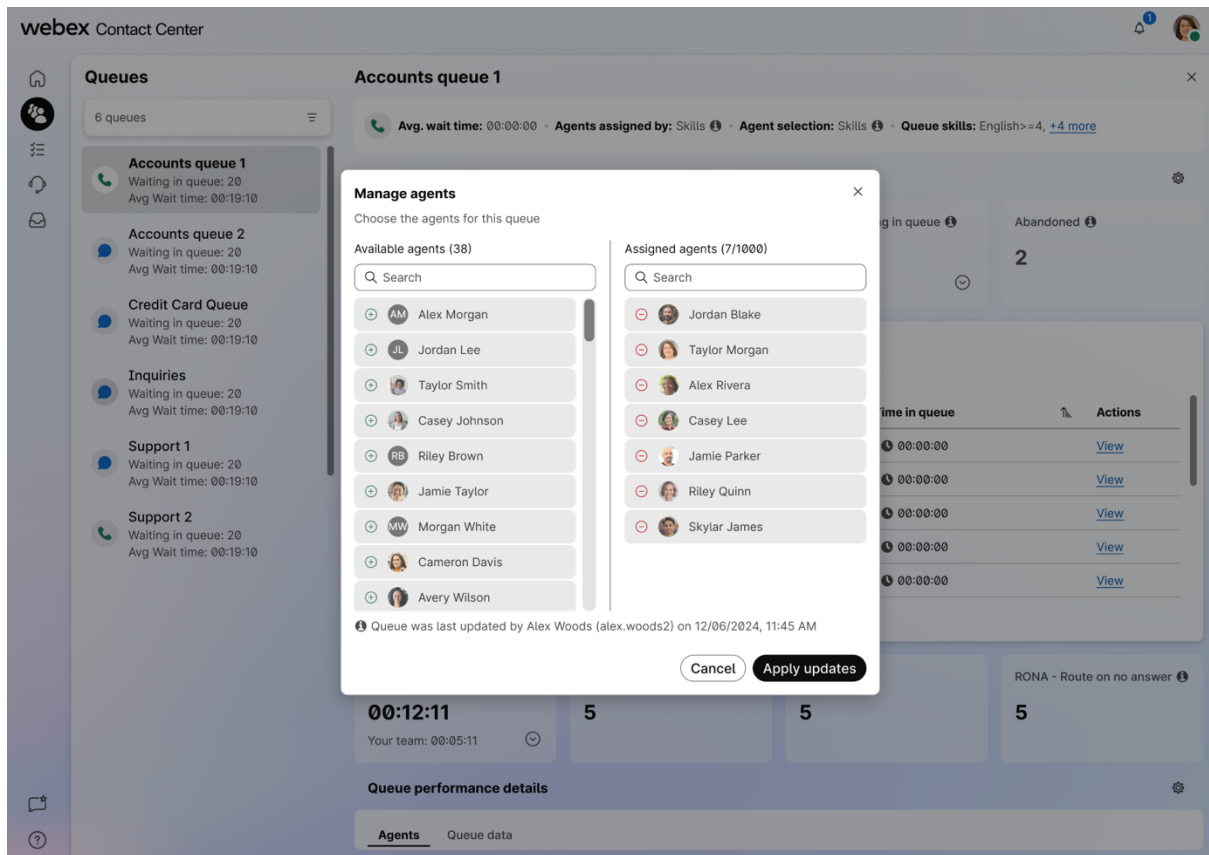 webex Contact Center
1
Queues
6 queues
Accounts queue 1
Waiting in queue: 20
Avg Wait time: 00:19:10
Accounts queue 2
Waiting in queue: 20
Avg Wait time: 00:19:10
Credit Card Queue
Waiting in queue: 20
Avg Wait time: 00:19:10
Inquiries
Waiting in queue: 20
Avg Wait time: 00:19:10
Support 1
Waiting in queue: 20
Avg Wait time: 00:19:10
Support 2
Waiting in queue: 20
Avg Wait time: 00:19:10
Accounts queue 1
Avg. wait time: 00:00:00 • Agents assigned by: Skills • Agent selection: Skills • Queue skills: English>=4, +4 more
Manage agents
Choose the agents for this queue
Available agents (38)
Search
AM Alex Morgan
JL Jordan Lee
Taylor Smith
Casey Johnson
RB Riley Brown
Jamie Taylor
MW Morgan White
Cameron Davis
Avery Wilson
Assigned agents (7/1000)
Search
Jordan Blake
Taylor Morgan
Alex Rivera
Casey Lee
Jamie Parker
Riley Quinn
Skylar James
Queue was last updated by Alex Woods (alex.woods2) on 12/06/2024, 11:45 AM
Cancel Apply updates
in queue
Abandoned
2
ime in queue Actions
00:00:00 View
00:00:00 View
00:00:00 View
00:00:00 View
00:00:00 View
RONA - Route on no answer
00:12:11 5 5 5
Your team: 00:05:11
Queue performance details
Agents Queue data